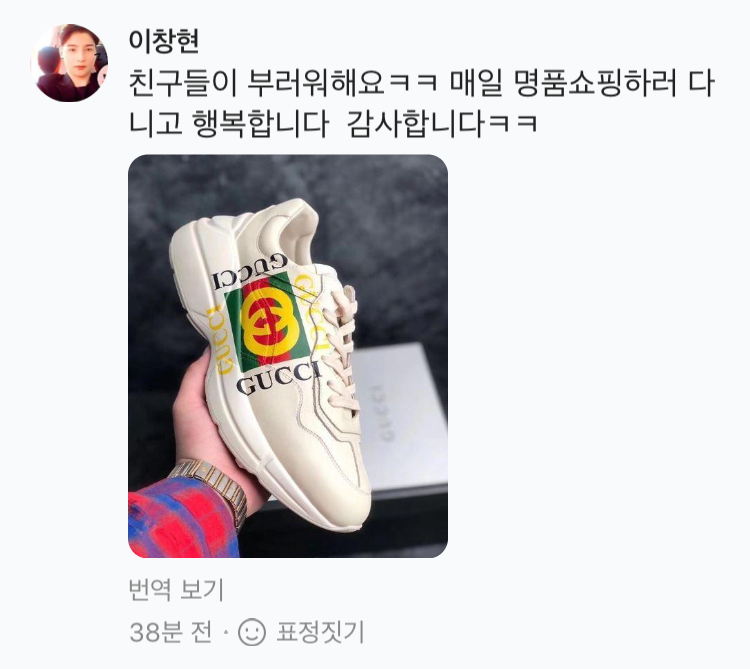 이창현
친구들이 부러워해요ㅋㅋ 매일 명품쇼핑하러 다
니고 행복합니다  감사합니다ㅋㅋ
GUCCI
GUCCI
GUCCI
GUCCI
GUCCI
번역 보기
38분 전 · 표정짓기